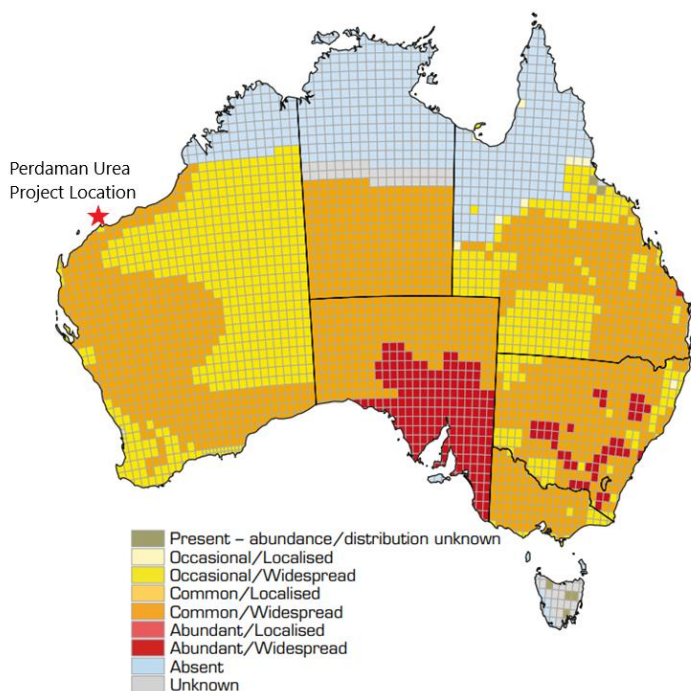 Perdaman Urea
Project Location
Present – abundance/distribution unknown
Occasional/Localised
Occasional/Widespread
Common/Localised
Common/Widespread
Abundant/Localised
Abundant/Widespread
Absent
Unknown